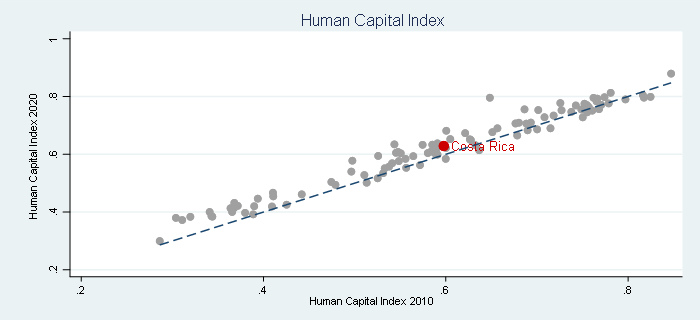 Human Capital Index
Human Capital Index 2020
1
.8
.6
.4
.2
Costa Rica
.2 .4 .6 .8
Human Capital Index 2010